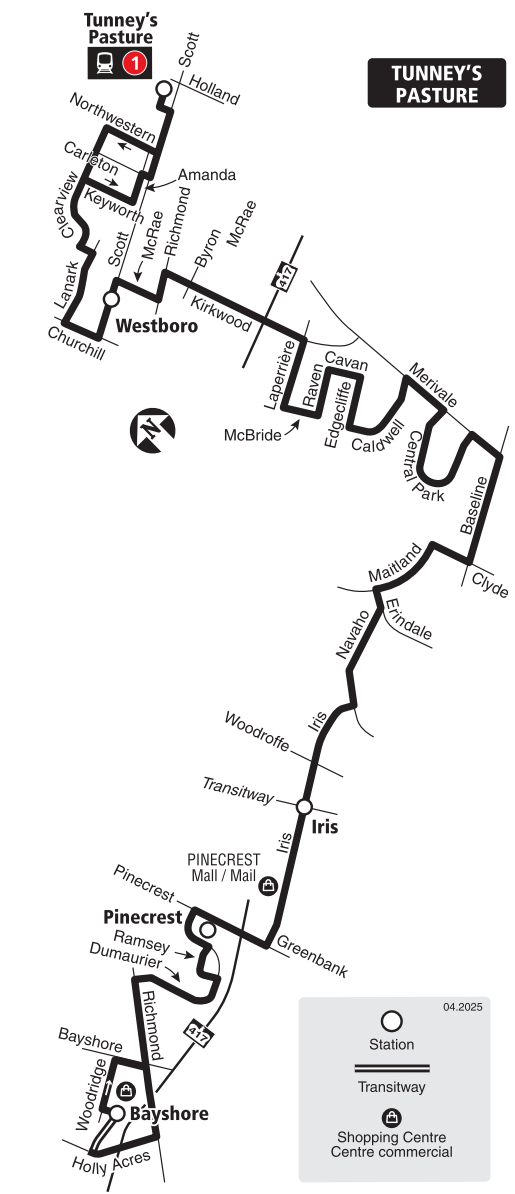 Tunney's
Pasture
1
Scott
Holland
TUNNEY'S
PASTURE
Northwestern
Carleton
Amanda
Keyworth
Clearview
Scott
McRae
Richmond
Byron
McRae
417
Lanark
Westboro
Kirkwood
Churchill
Laperrière
Raven
Cavan
Edgecliffe
Merivale
McBride
Caldwell
Central Park
N
Baseline
Maitland
Clyde
Erindale
Navaho
Iris
Woodroffe
Transitway
Iris
Iris
PINECREST
Mall / Mail
Pinecrest
Pinecrest
Greenbank
Ramsey
Dumaurier
Richmond
417
Bayshore
Woodridge
Bayshore
Holly Acres
04.2025
Station
Transitway
Shopping Centre
Centre commercial